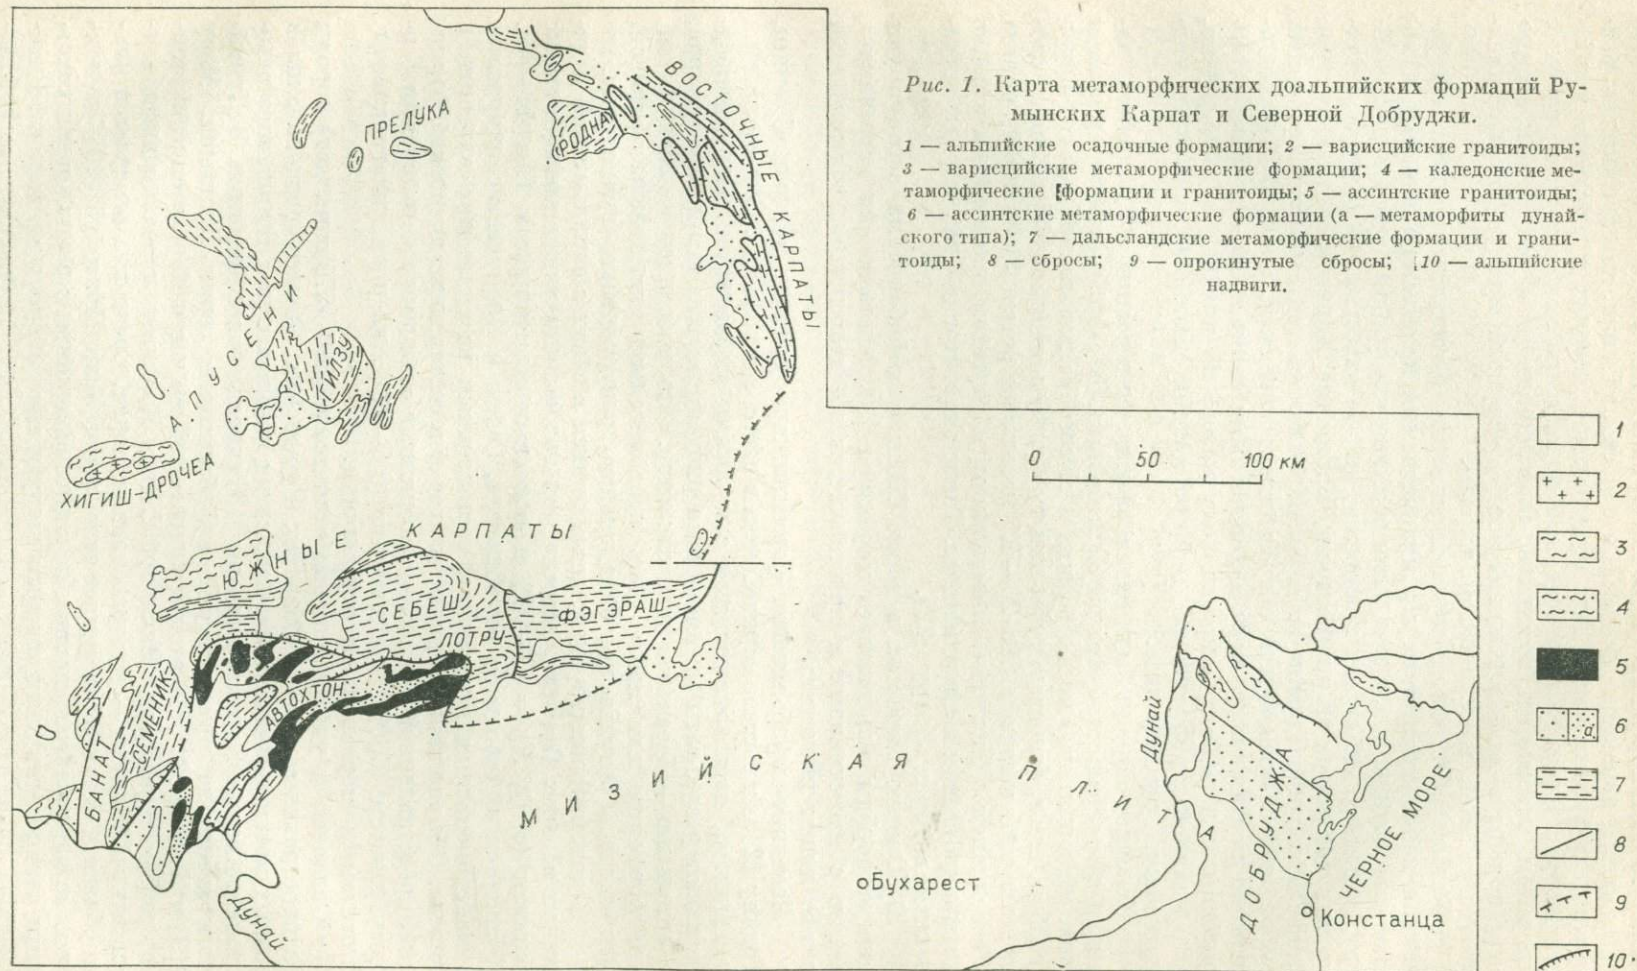 Рис. 1. Карта метаморфических доальпийских формаций Ру-
мынских Карпат и Северной Добруджи.
1 — альпийские осадочные формации; 2 — варисцийские гранитоиды;
3 — варисцийские метаморфические формации; 4 — каледонские ме-
таморфические [формации и гранитоиды; 5 — ассинтские гранитоиды;
6 — ассинтские метаморфические формации (а — метаморфиты дунай-
ского типа); 7 — дальсландские метаморфические формации и грани-
тоиды; 8 — сбросы; 9 — опрокинутые сбросы; 10 — альпийские
надвиги.
ВОСТОЧНЫЕ КАРПАТЫ
ПРЕЛУКА
РОДНА
АПУСЕНИ
ГИЛЗУ
ХИГИШ-ДРОЧЕА
0 50 100 км
ЮЖНЫЕ КАРПАТЫ
СЕБЕШ
ЛОТРУ
ФЭГЭРАШ
АВТОХТОН
СЕМЕНИК
БАНАТ
Дунай
МИЗИЙСКАЯ ПЛИТА
Дунай
ДОБРУДЖА
ЧЕРНОЕ МОРЕ
Бухарест
Констанца
1
2
3
4
5
а 6
7
8
9
10